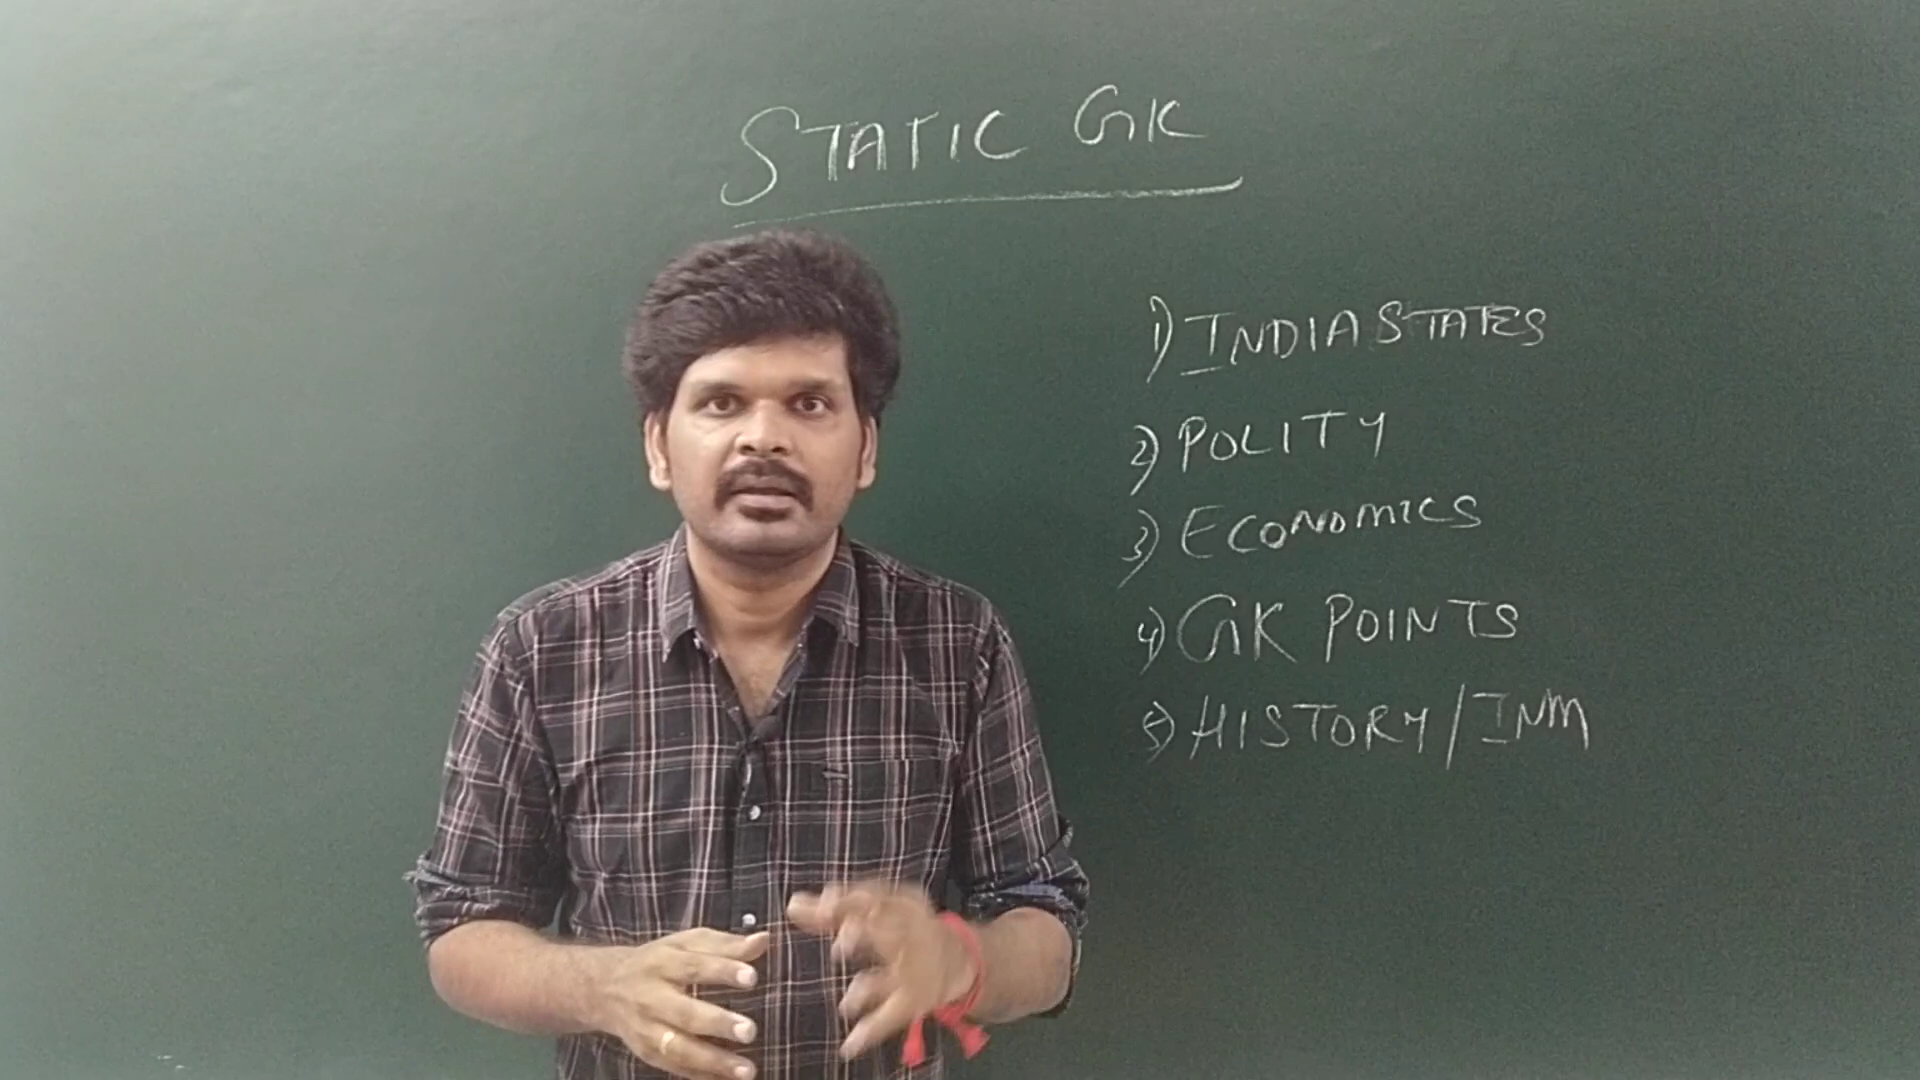 STATIC GK
1) INDIA STATES
2) POLITY
3) ECONOMICS
4) GK POINTS
5) HISTORY/INM